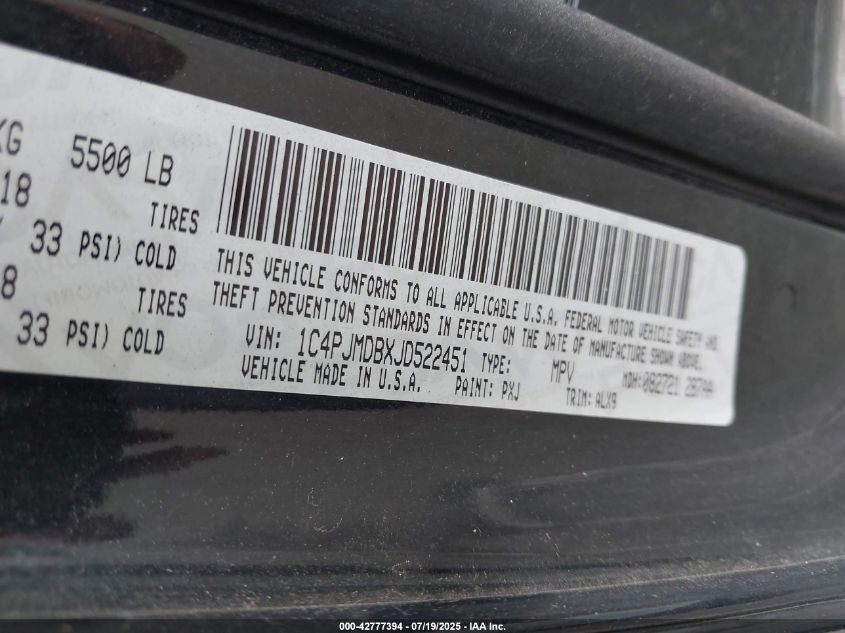 KG 5500 LB
18 TIRES
33 PSI) COLD
8 TIRES
33 PSI) COLD
THIS VEHICLE CONFORMS TO ALL APPLICABLE U.S.A. FEDERAL MOTOR VEHICLE SAFETY AND
THEFT PREVENTION STANDARDS IN EFFECT ON THE DATE OF MANUFACTURE SHOWN ABOVE.
VIN: 1C4PJMDBXJD522451 TYPE: MPV MDH:
VEHICLE MADE IN U.S.A. PAINT: PXJ TRIM: ALX9
000-42777394 - 07/19/2025 - IAA Inc.